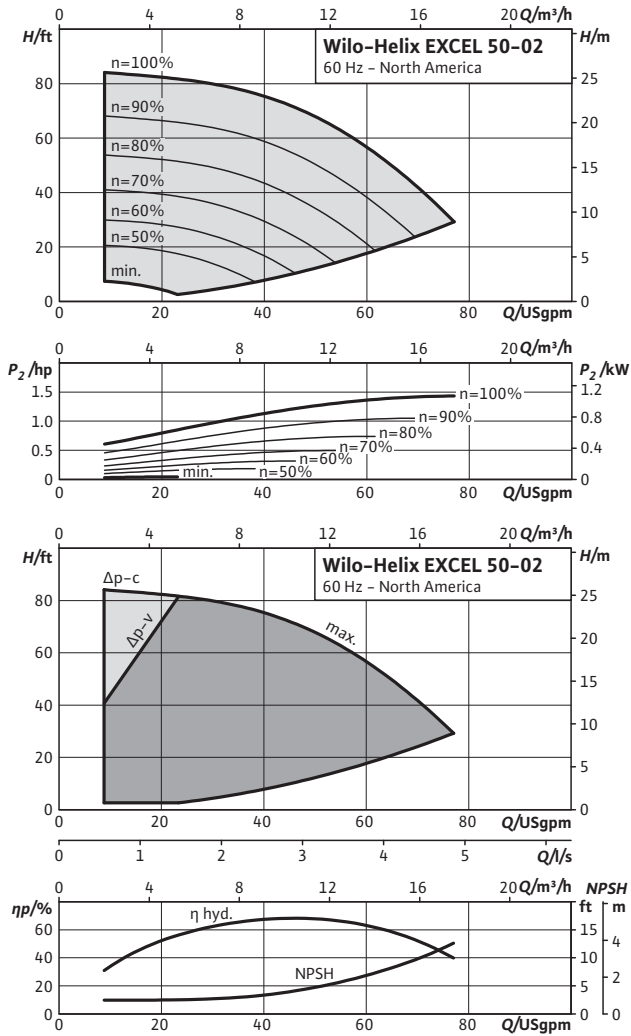 0 4 8 12 16 20 Q/m³/h
H/ft
H/m
Wilo-Helix EXCEL 50-02
60 Hz - North America
n=100%
n=90%
n=80%
n=70%
n=60%
n=50%
min.
80
60
40
20
0
25
20
15
10
5
0
0 20 40 60 80 Q/USgpm
0 4 8 12 16 20 Q/m³/h
P₂ /hp
P₂ /kW
1.5
1.0
0.5
0
1.2
0.8
0.4
0
n=100%
n=90%
n=80%
n=70%
n=60%
min. n=50%
0 20 40 60 80 Q/USgpm
0 4 8 12 16 20 Q/m³/h
H/ft
H/m
Wilo-Helix EXCEL 50-02
60 Hz - North America
Δp-c
Δp-v
max.
80
60
40
20
0
25
20
15
10
5
0
0 20 40 60 80 Q/USgpm
0 1 2 3 4 5 Q/l/s
0 4 8 12 16 20 Q/m³/h NPSH
ηp/%
ft m
η hyd.
NPSH
60
40
20
0
15
10
5
0
4
2
0
0 20 40 60 80 Q/USgpm